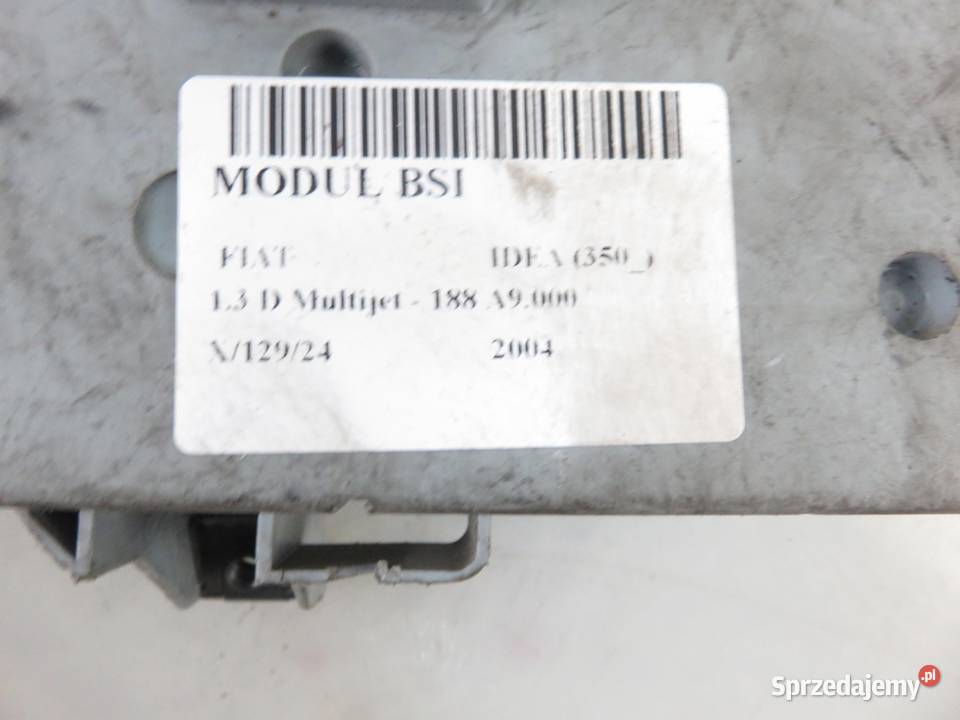 MODUŁ BSI
FIAT IDEA (350_)
1.3 D Multijet - 188 A9.000
X/129/24 2004
Sprzedajemy.pl